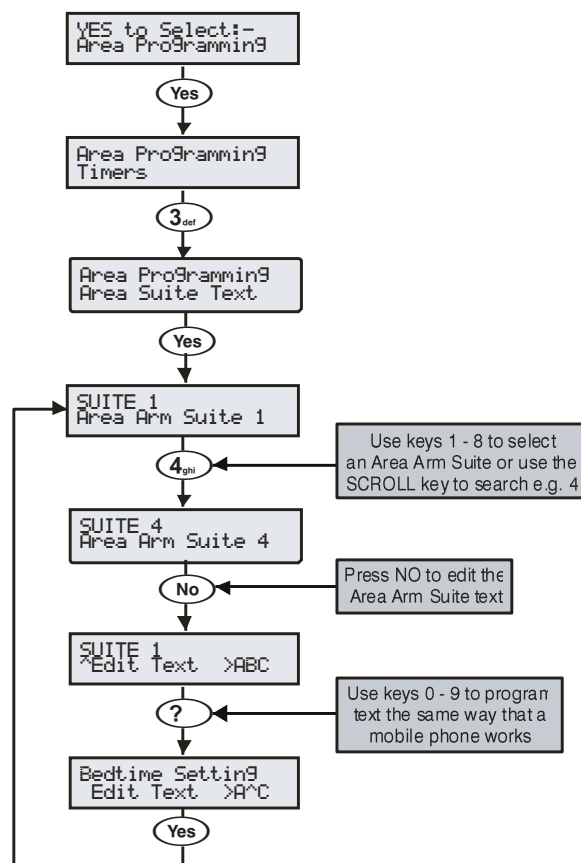 YES to Select:-
Area Programming
Yes
Area Programming
Timers
3def
Area Programming
Area Suite Text
Yes
SUITE 1
Area Arm Suite 1
Use keys 1 - 8 to select
an Area Arm Suite or use the
SCROLL key to search e.g. 4
4ghi
SUITE 4
Area Arm Suite 4
Press NO to edit the
Area Arm Suite text
No
SUITE 1
^Edit Text >ABC
Use keys 0 - 9 to program
text the same way that a
mobile phone works
?
Bedtime Setting
Edit Text >A^C
Yes